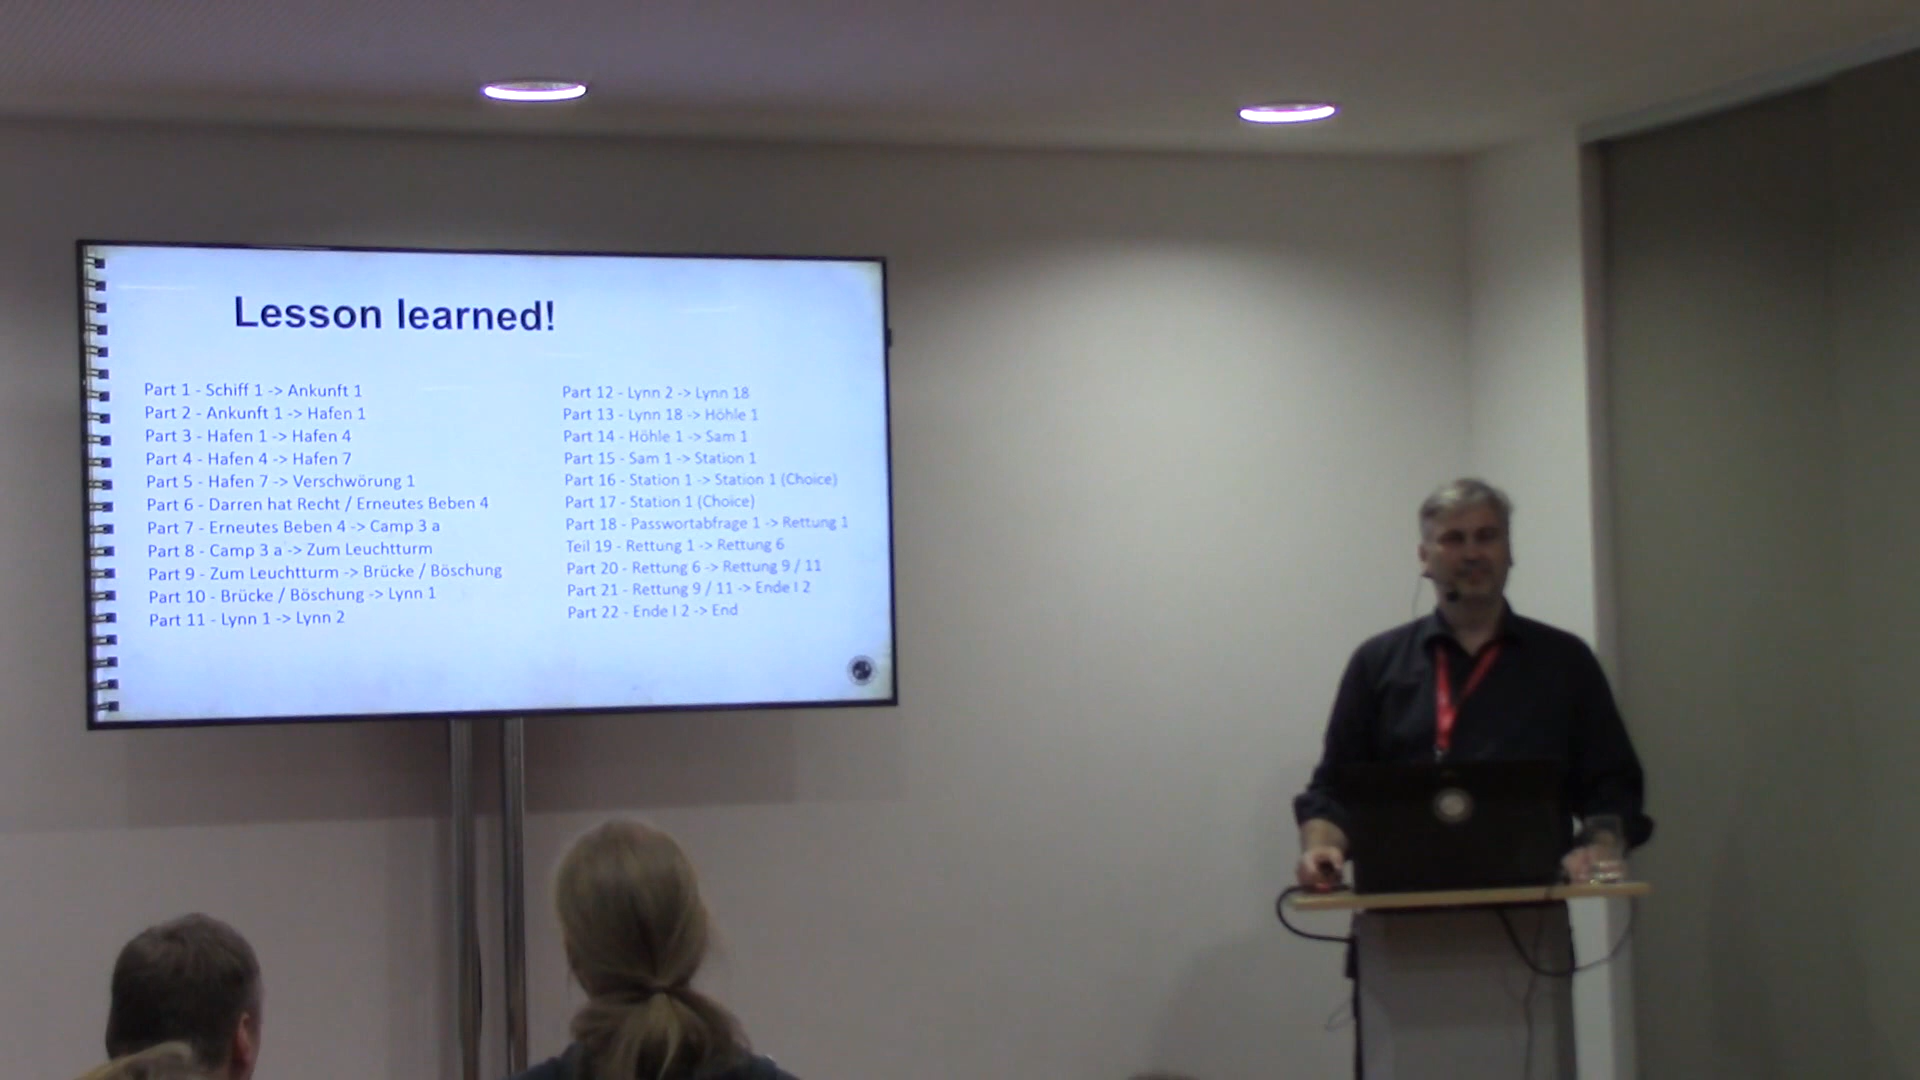 Lesson learned!
Part 1 - Schiff 1 -> Ankunft 1
Part 2 - Ankunft 1 -> Hafen 1
Part 3 - Hafen 1 -> Hafen 4
Part 4 - Hafen 4 -> Hafen 7
Part 5 - Hafen 7 -> Verschwörung 1
Part 6 - Darren hat Recht / Erneutes Beben 4
Part 7 - Erneutes Beben 4 -> Camp 3 a
Part 8 - Camp 3 a -> Zum Leuchtturm
Part 9 - Zum Leuchtturm -> Brücke / Böschung
Part 10 - Brücke / Böschung -> Lynn 1
Part 11 - Lynn 1 -> Lynn 2
Part 12 - Lynn 2 -> Lynn 18
Part 13 - Lynn 18 -> Höhle 1
Part 14 - Höhle 1 -> Sam 1
Part 15 - Sam 1 -> Station 1
Part 16 - Station 1 -> Station 1 (Choice)
Part 17 - Station 1 (Choice)
Part 18 - Passwortabfrage 1 -> Rettung 1
Teil 19 - Rettung 1 -> Rettung 6
Part 20 - Rettung 6 -> Rettung 9 / 11
Part 21 - Rettung 9 / 11 -> Ende I 2
Part 22 - Ende I 2 -> End